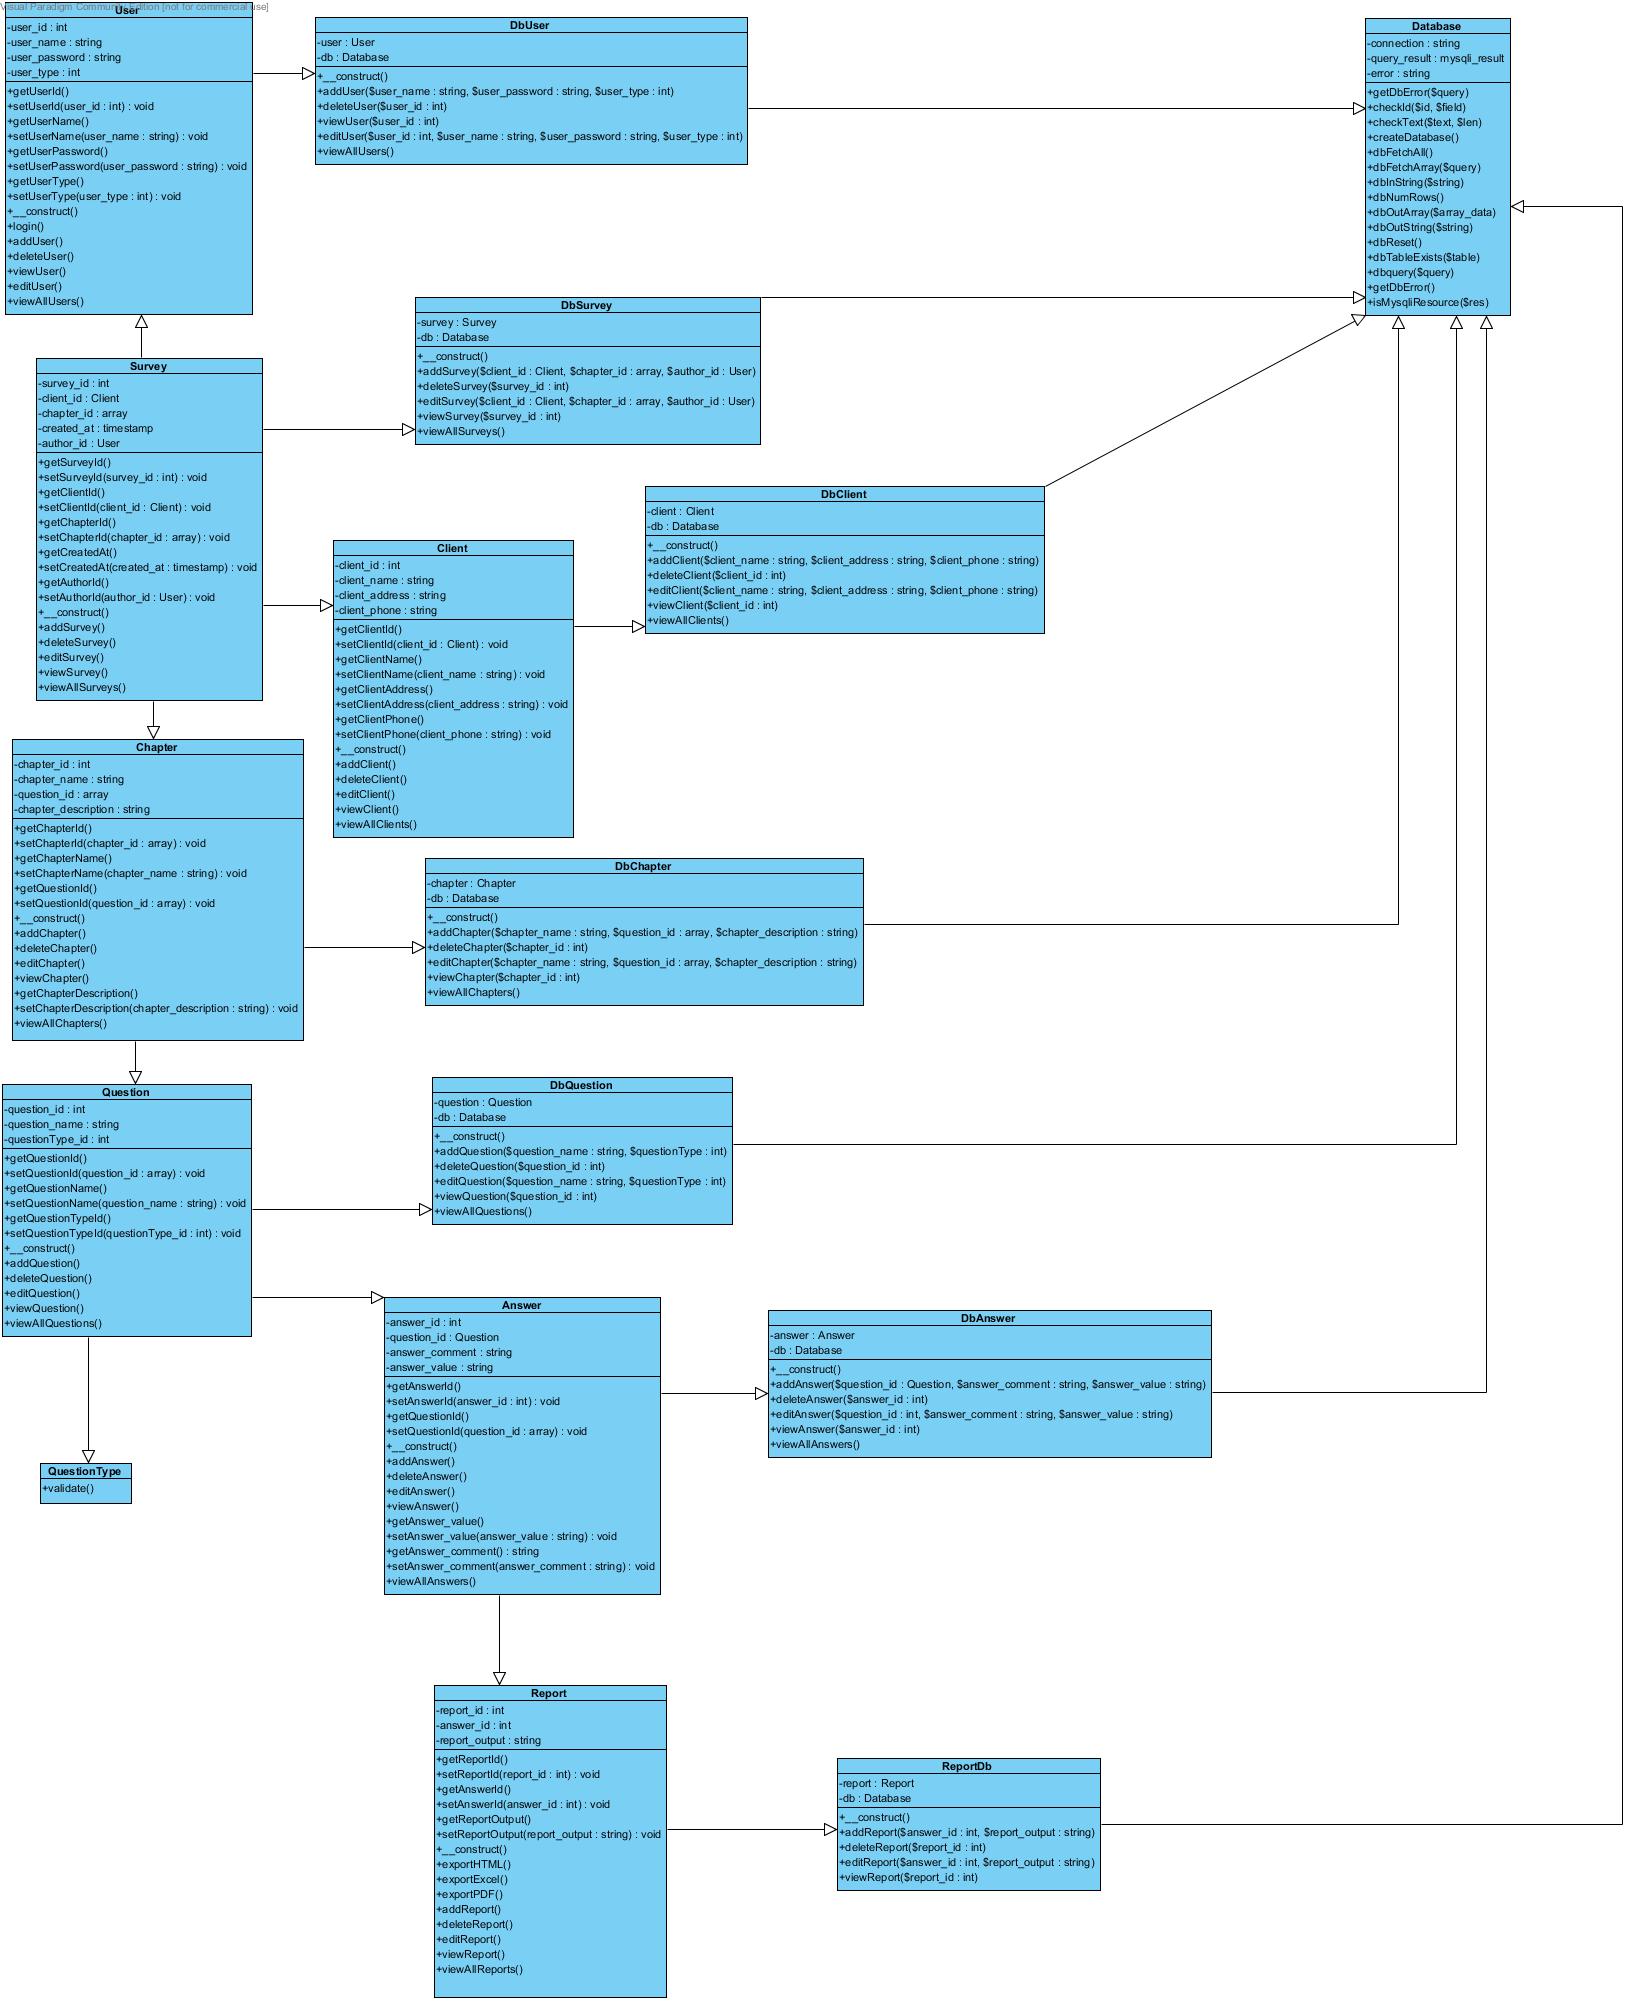 Visual Paradigm Community Edition [not for commercial use]
User
-user_id : int
-user_name : string
-user_password : string
-user_type : int
+getUserId()
+setUserId(user_id : int) : void
+getUserName()
+setUserName(user_name : string) : void
+getUserPassword()
+setUserPassword(user_password : string) : void
+getUserType()
+setUserType(user_type : int) : void
+__construct()
+login()
+addUser()
+deleteUser()
+viewUser()
+editUser()
+viewAllUsers()
DbUser
-user : User
-db : Database
+__construct()
+addUser($user_name : string, $user_password : string, $user_type : int)
+deleteUser($user_id : int)
+viewUser($user_id : int)
+editUser($user_id : int, $user_name : string, $user_password : string, $user_type : int)
+viewAllUsers()
Database
-connection : string
-query_result : mysqli_result
-error : string
+getDbError($query)
+checkId($id, $field)
+checkText($text, $len)
+createDatabase()
+dbFetchAll()
+dbFetchArray($query)
+dbInString($string)
+dbNumRows()
+dbOutArray($array_data)
+dbOutString($string)
+dbReset()
+dbTableExists($table)
+dbquery($query)
+getDbError()
+isMysqliResource($res)
Survey
-survey_id : int
-client_id : Client
-chapter_id : array
-created_at : timestamp
-author_id : User
+getSurveyId()
+setSurveyId(survey_id : int) : void
+getClientId()
+setClientId(client_id : Client) : void
+getChapterId()
+setChapterId(chapter_id : array) : void
+getCreatedAt()
+setCreatedAt(created_at : timestamp) : void
+getAuthorId()
+setAuthorId(author_id : User) : void
+__construct()
+addSurvey()
+deleteSurvey()
+editSurvey()
+viewSurvey()
+viewAllSurveys()
DbSurvey
-survey : Survey
-db : Database
+__construct()
+addSurvey($client_id : Client, $chapter_id : array, $author_id : User)
+deleteSurvey($survey_id : int)
+editSurvey($client_id : Client, $chapter_id : array, $author_id : User)
+viewSurvey($survey_id : int)
+viewAllSurveys()
Client
-client_id : int
-client_name : string
-client_address : string
-client_phone : string
+getClientId()
+setClientId(client_id : Client) : void
+getClientName()
+setClientName(client_name : string) : void
+getClientAddress()
+setClientAddress(client_address : string) : void
+getClientPhone()
+setClientPhone(client_phone : string) : void
+__construct()
+addClient()
+deleteClient()
+editClient()
+viewClient()
+viewAllClients()
DbClient
-client : Client
-db : Database
+__construct()
+addClient($client_name : string, $client_address : string, $client_phone : string)
+deleteClient($client_id : int)
+editClient($client_name : string, $client_address : string, $client_phone : string)
+viewClient($client_id : int)
+viewAllClients()
Chapter
-chapter_id : int
-chapter_name : string
-question_id : array
-chapter_description : string
+getChapterId()
+setChapterId(chapter_id : array) : void
+getChapterName()
+setChapterName(chapter_name : string) : void
+getQuestionId()
+setQuestionId(question_id : array) : void
+__construct()
+addChapter()
+deleteChapter()
+editChapter()
+viewChapter()
+getChapterDescription()
+setChapterDescription(chapter_description : string) : void
+viewAllChapters()
DbChapter
-chapter : Chapter
-db : Database
+__construct()
+addChapter($chapter_name : string, $question_id : array, $chapter_description : string)
+deleteChapter($chapter_id : int)
+editChapter($chapter_name : string, $question_id : array, $chapter_description : string)
+viewChapter($chapter_id : int)
+viewAllChapters()
Question
-question_id : int
-question_name : string
-questionType_id : int
+getQuestionId()
+setQuestionId(question_id : array) : void
+getQuestionName()
+setQuestionName(question_name : string) : void
+getQuestionTypeId()
+setQuestionTypeId(questionType_id : int) : void
+__construct()
+addQuestion()
+deleteQuestion()
+editQuestion()
+viewQuestion()
+viewAllQuestions()
DbQuestion
-question : Question
-db : Database
+__construct()
+addQuestion($question_name : string, $questionType : int)
+deleteQuestion($question_id : int)
+editQuestion($question_name : string, $questionType : int)
+viewQuestion($question_id : int)
+viewAllQuestions()
Answer
-answer_id : int
-question_id : Question
-answer_comment : string
-answer_value : string
+getAnswerId()
+setAnswerId(answer_id : int) : void
+getQuestionId()
+setQuestionId(question_id : array) : void
+__construct()
+addAnswer()
+deleteAnswer()
+editAnswer()
+viewAnswer()
+getAnswer_value()
+setAnswer_value(answer_value : string) : void
+getAnswer_comment() : string
+setAnswer_comment(answer_comment : string) : void
+viewAllAnswers()
DbAnswer
-answer : Answer
-db : Database
+__construct()
+addAnswer($question_id : Question, $answer_comment : string, $answer_value : string)
+deleteAnswer($answer_id : int)
+editAnswer($question_id : int, $answer_comment : string, $answer_value : string)
+viewAnswer($answer_id : int)
+viewAllAnswers()
QuestionType
+validate()
Report
-report_id : int
-answer_id : int
-report_output : string
+getReportId()
+setReportId(report_id : int) : void
+getAnswerId()
+setAnswerId(answer_id : int) : void
+getReportOutput()
+setReportOutput(report_output : string) : void
+__construct()
+exportHTML()
+exportExcel()
+exportPDF()
+addReport()
+deleteReport()
+editReport()
+viewReport()
+viewAllReports()
ReportDb
-report : Report
-db : Database
+__construct()
+addReport($answer_id : int, $report_output : string)
+deleteReport($report_id : int)
+editReport($answer_id : int, $report_output : string)
+viewReport($report_id : int)